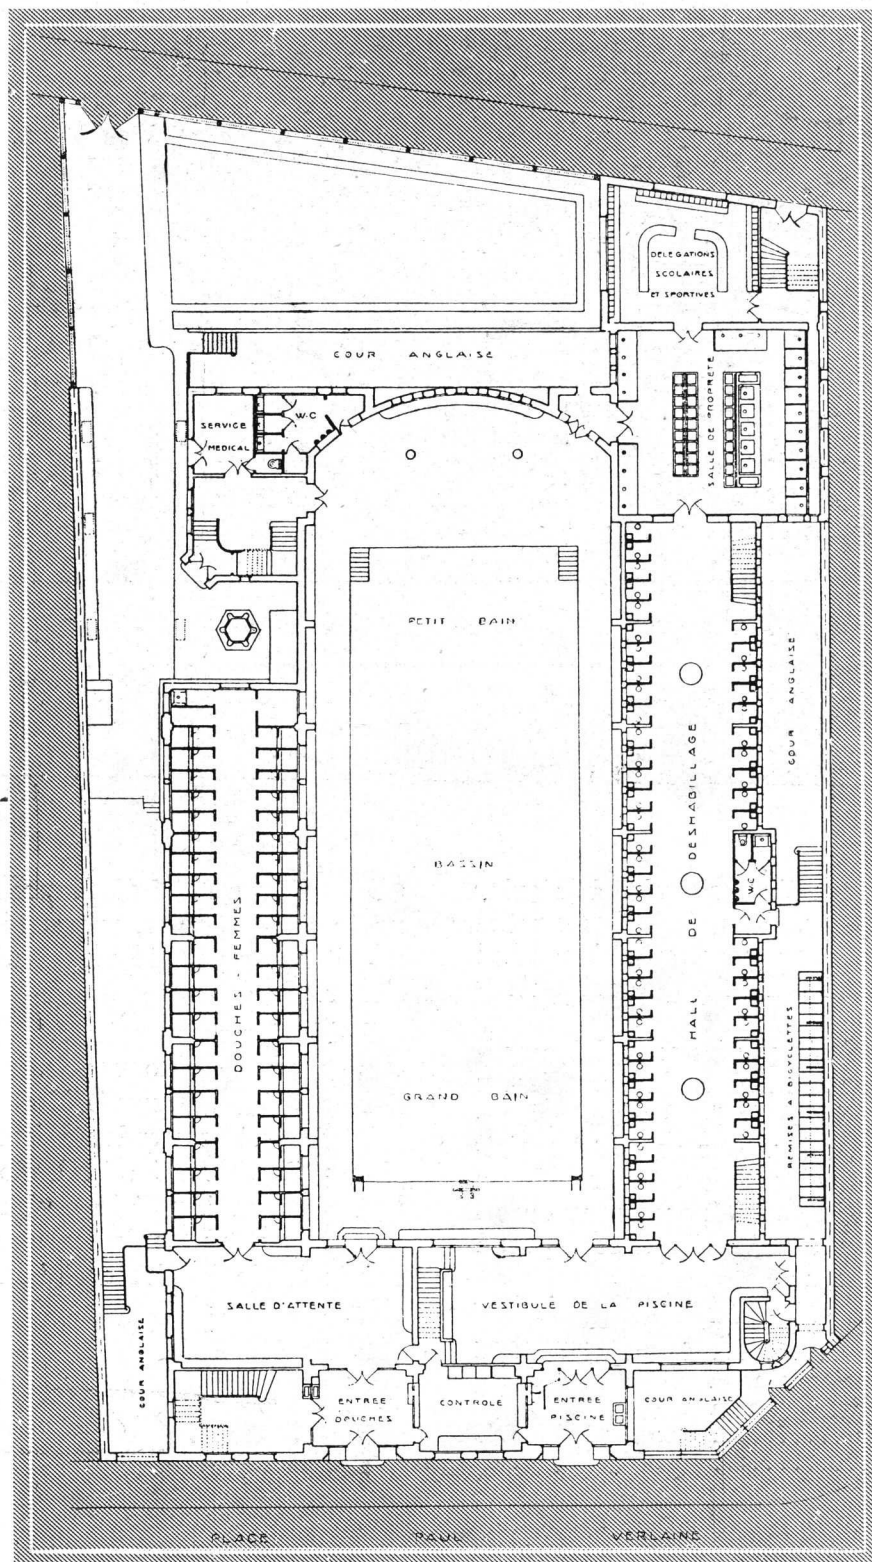 DELEGATIONS
SCOLAIRES
ET SPORTIVES
COUR ANGLAISE
SERVICE
MEDICAL
W.C
SALLE DE PROPRETE
PETIT BAIN
COUR ANGLAISE
HALL DE DESHABILLAGE
BASSIN
W.C
DOUCHES - FEMMES
GRAND BAIN
REMISES A BICYCLETTES
SALLE D'ATTENTE
VESTIBULE DE LA PISCINE
COUR ANGLAISE
ENTREE
DOUCHES
CONTROLE
ENTREE
PISCINE
COUR ANGLAISE
PLACE PAUL VERLAINE